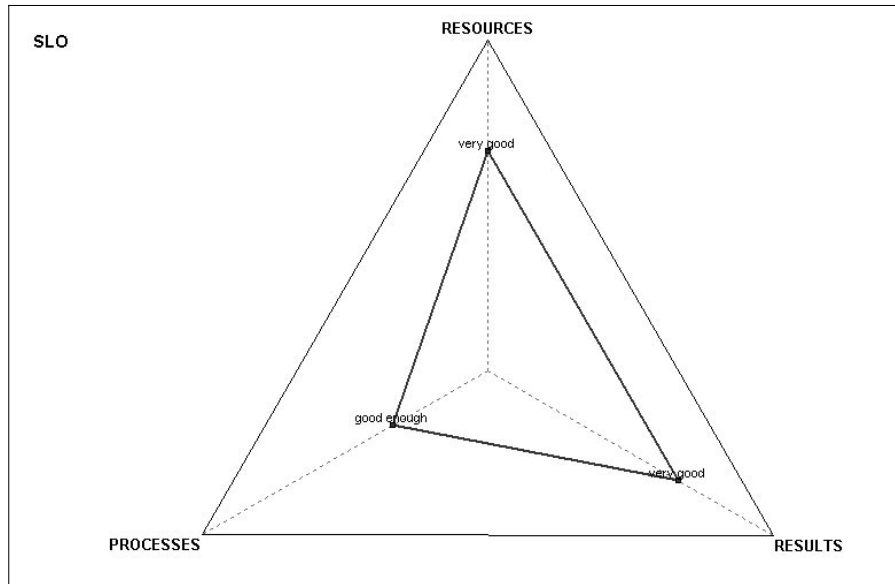 RESOURCES
SLO
very good
good enough
very good
PROCESSES
RESULTS